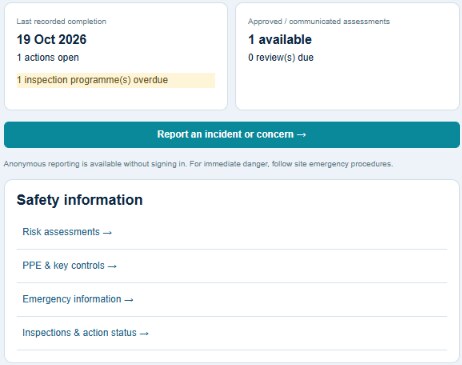 Last recorded completion
19 Oct 2026
1 actions open
1 inspection programme(s) overdue
Approved / communicated assessments
1 available
0 review(s) due
Report an incident or concern →
Anonymous reporting is available without signing in. For immediate danger, follow site emergency procedures.
Safety information
Risk assessments →
PPE & key controls →
Emergency information →
Inspections & action status →